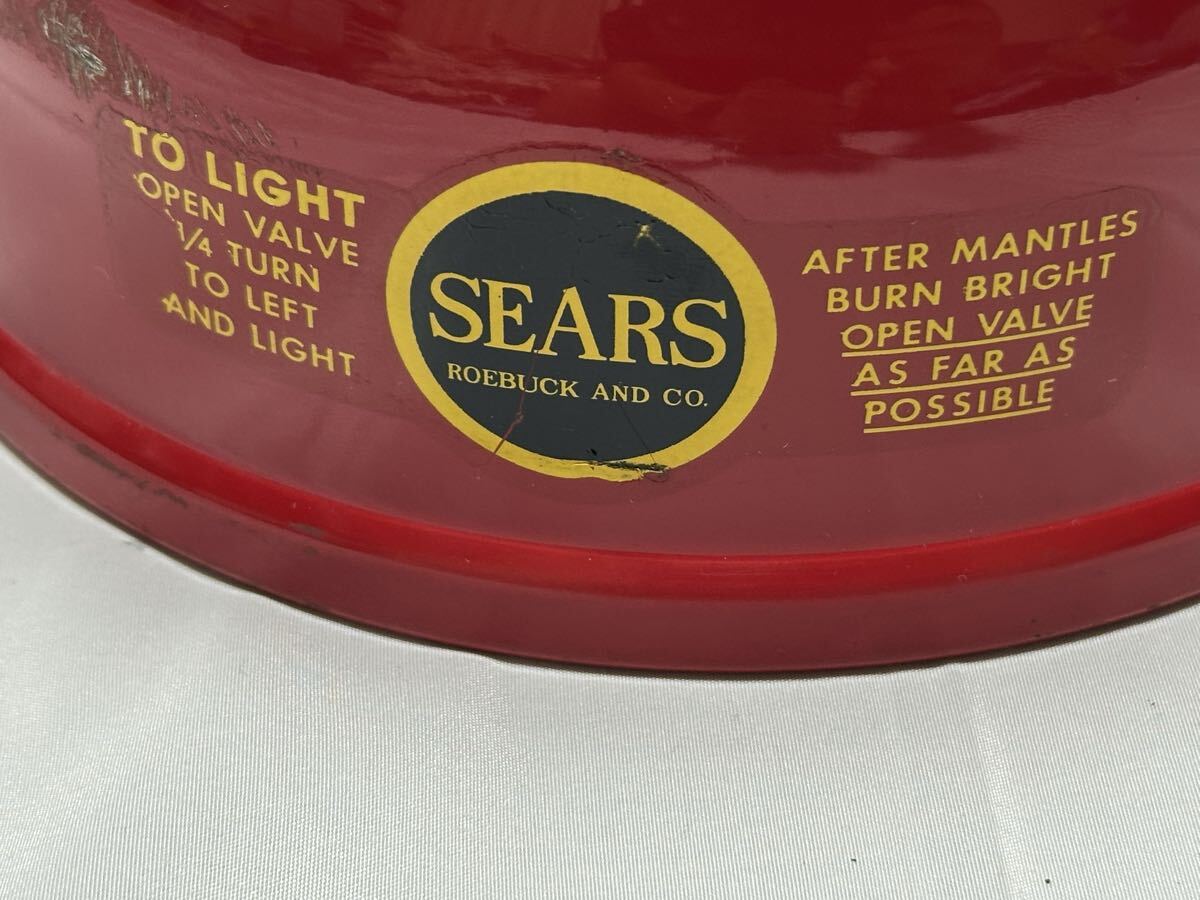 TO LIGHT
OPEN VALVE
1/4 TURN
TO LEFT
AND LIGHT
SEARS
ROEBUCK AND CO.
AFTER MANTLES
BURN BRIGHT
OPEN VALVE
AS FAR AS
POSSIBLE